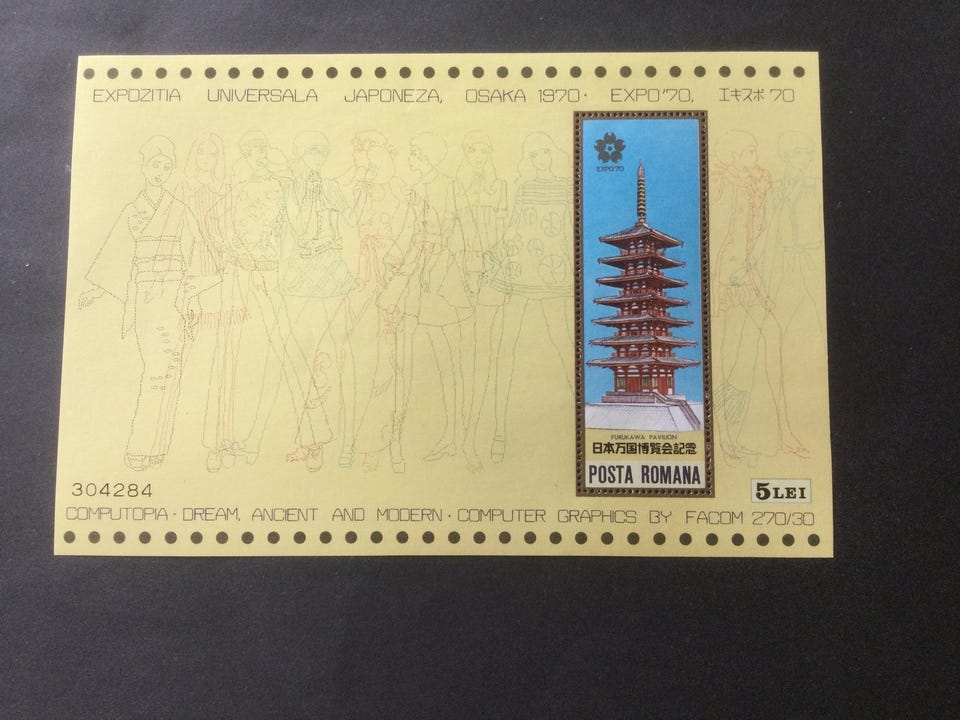 EXPOZITIA UNIVERSALA JAPONEZA, OSAKA 1970· EXPO'70, エキスポ'70
EXPO'70
FURUKAWA PAVILION
日本万国博覧会記念
POSTA ROMANA
304284
5 LEI
COMPUTOPIA · DREAM, ANCIENT AND MODERN · COMPUTER GRAPHICS BY FACOM 270/30